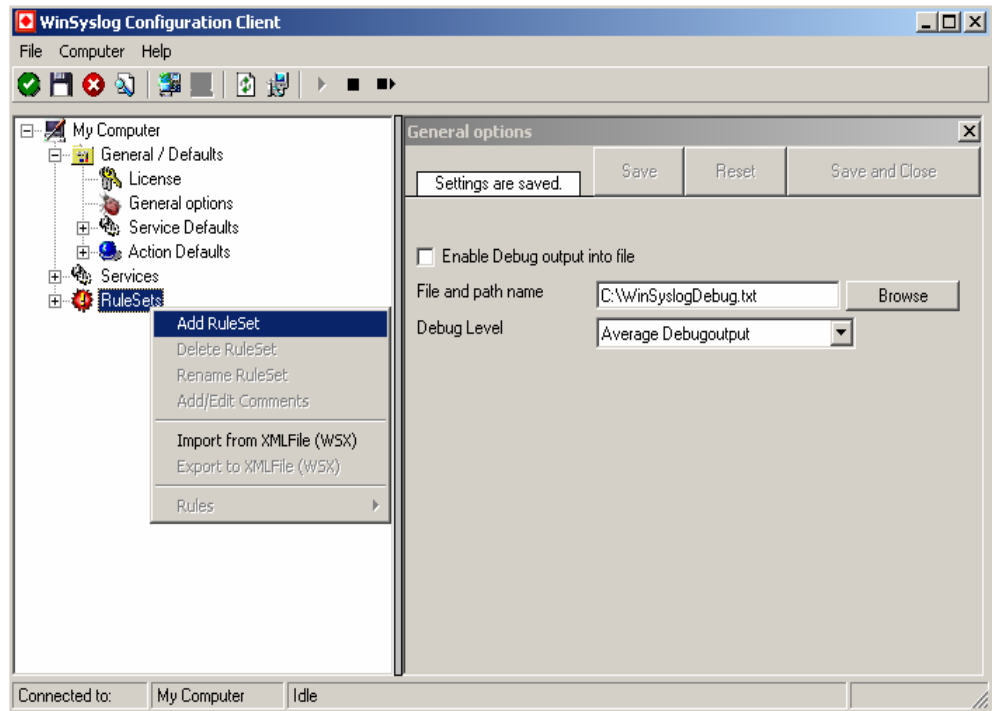 WinSyslog Configuration Client
File Computer Help
My Computer
General / Defaults
License
General options
Service Defaults
Action Defaults
Services
RuleSets
Add RuleSet
Delete RuleSet
Rename RuleSet
Add/Edit Comments
Import from XMLFile (WSX)
Export to XMLFile (WSX)
Rules
General options
Settings are saved. Save Reset Save and Close
Enable Debug output into file
File and path name C:\WinSyslogDebug.txt Browse
Debug Level Average Debugoutput
Connected to: My Computer Idle